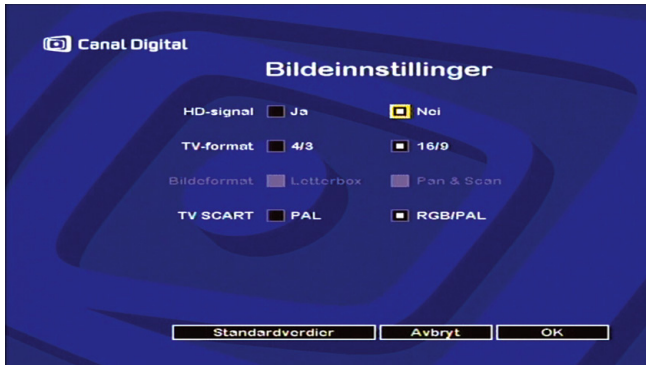 Canal Digital
Bildeinnstillinger
HD-signal Ja Nei
TV-format 4/3 16/9
Bildeformat Letterbox Pan & Scan
TV SCART PAL RGB/PAL
Standardverdier Avbryt OK